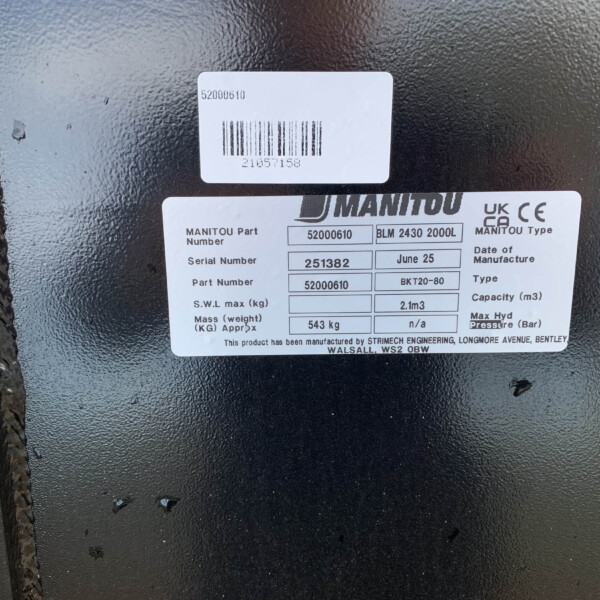 52000610
21057158
MANITOU
UK CA CE
MANITOU Part Number 52000610 BLM 2430 2000L MANITOU Type
Serial Number 251382 June 25 Date of Manufacture
Part Number 52000610 BKT20-80 Type
S.W.L max (kg) 2.1m3 Capacity (m3)
Mass (weight) (KG) Apprx 543 kg n/a Max Hyd Pressure (Bar)
This product has been manufactured by STRIMECH ENGINEERING, LONGMORE AVENUE, BENTLEY
WALSALL, WS2 0BW